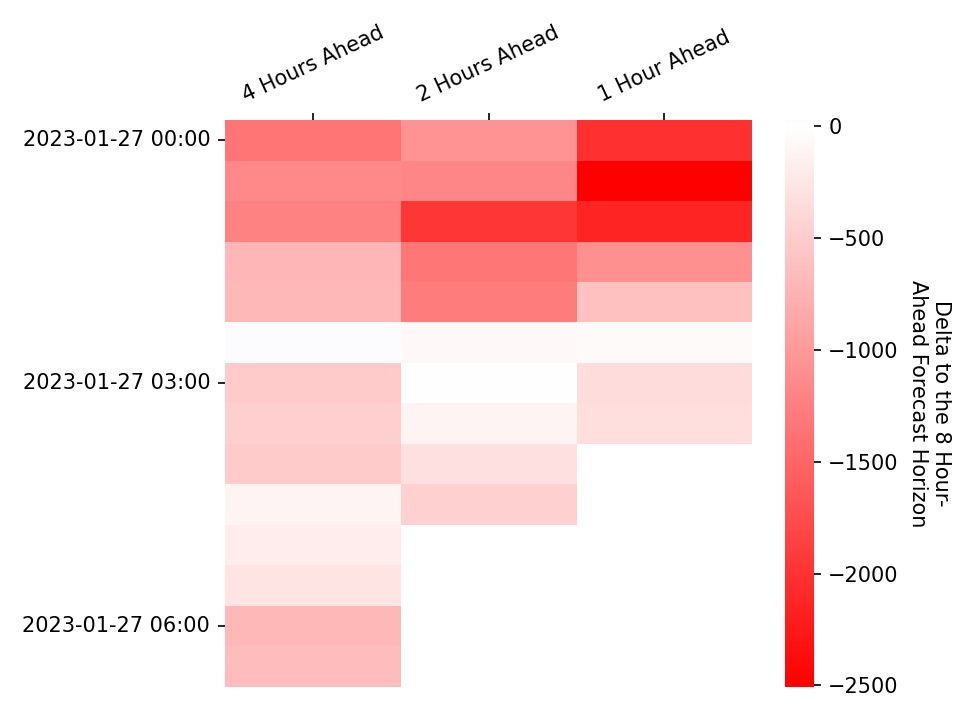 4 Hours Ahead
2 Hours Ahead
1 Hour Ahead
2023-01-27 00:00
2023-01-27 03:00
2023-01-27 06:00
0
−500
−1000
−1500
−2000
−2500
Delta to the 8 Hour-
Ahead Forecast Horizon